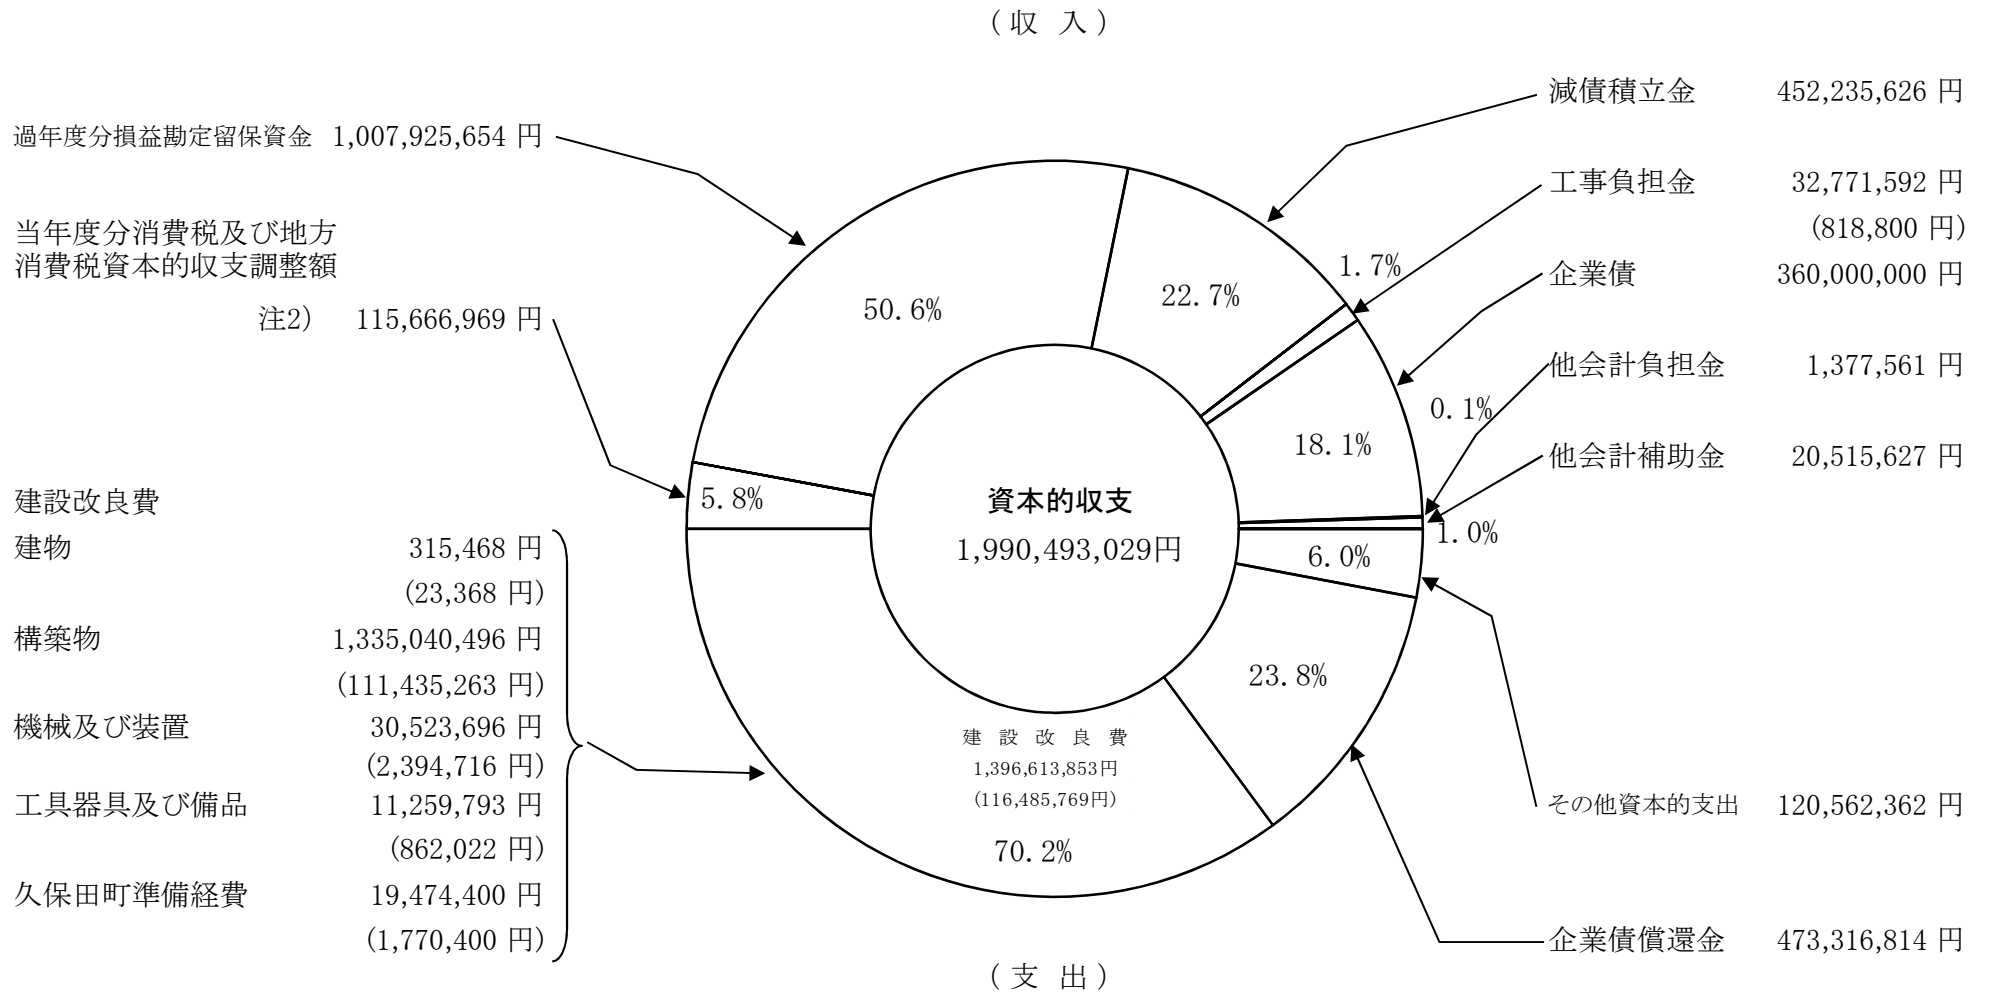 （収　入）
減債積立金　452,235,626 円
過年度分損益勘定留保資金　1,007,925,654 円
工事負担金　32,771,592 円
(818,800 円)
当年度分消費税及び地方
消費税資本的収支調整額
注2）　115,666,969 円
企業債　360,000,000 円
他会計負担金　1,377,561 円
他会計補助金　20,515,627 円
50.6%
22.7%
1.7%
18.1%
0.1%
1.0%
5.8%
資本的収支
1,990,493,029円
建設改良費
建物　315,468 円
(23,368 円)
構築物　1,335,040,496 円
(111,435,263 円)
機械及び装置　30,523,696 円
(2,394,716 円)
工具器具及び備品　11,259,793 円
(862,022 円)
久保田町準備経費　19,474,400 円
(1,770,400 円)
6.0%
23.8%
建　設　改　良　費
1,396,613,853円
(116,485,769円)
70.2%
その他資本的支出　120,562,362 円
企業債償還金　473,316,814 円
（支　出）